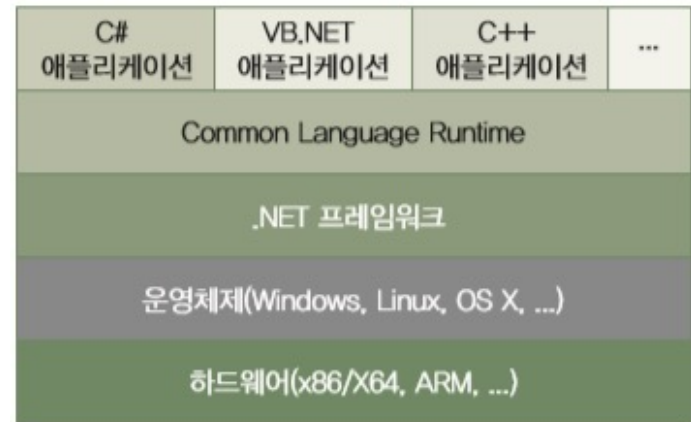 C#
애플리케이션
VB.NET
애플리케이션
C++
애플리케이션
...
Common Language Runtime
.NET 프레임워크
운영체제(Windows, Linux, OS X, ...)
하드웨어(x86/X64, ARM, ...)